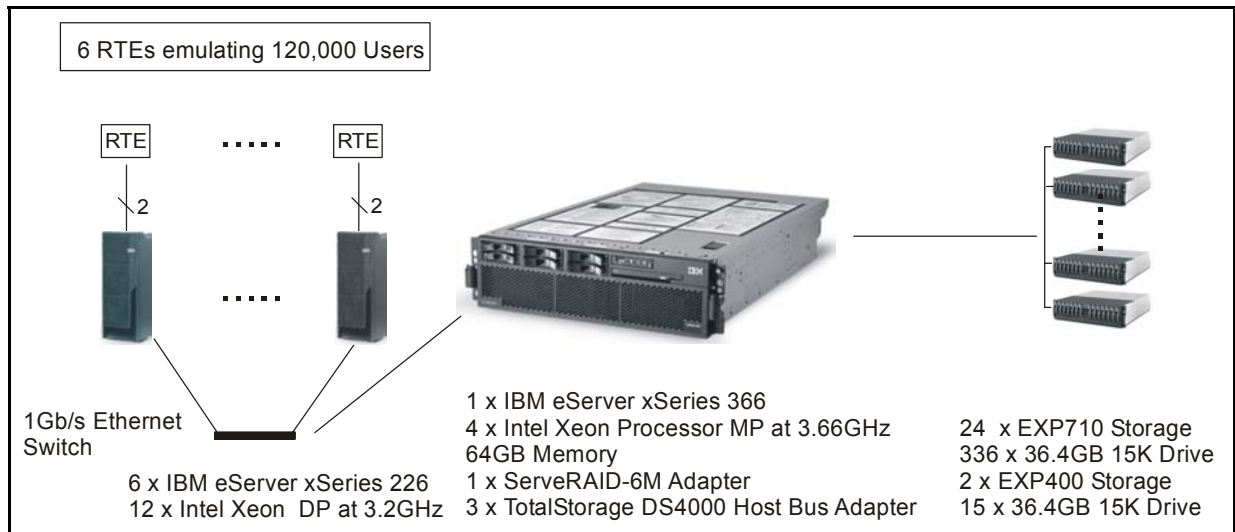 6 RTEs emulating 120,000 Users
RTE
RTE
2
2
IBM
1Gb/s Ethernet
Switch
6 x IBM eServer xSeries 226
12 x Intel Xeon DP at 3.2GHz
1 x IBM eServer xSeries 366
4 x Intel Xeon Processor MP at 3.66GHz
64GB Memory
1 x ServeRAID-6M Adapter
3 x TotalStorage DS4000 Host Bus Adapter
24 x EXP710 Storage
336 x 36.4GB 15K Drive
2 x EXP400 Storage
15 x 36.4GB 15K Drive